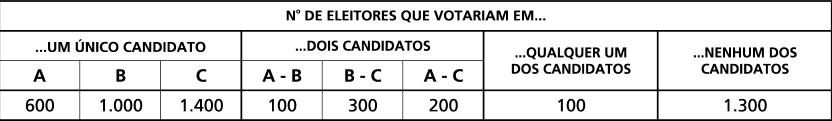 Nº DE ELEITORES QUE VOTARIAM EM...
...UM ÚNICO CANDIDATO ...DOIS CANDIDATOS ...QUALQUER UM DOS CANDIDATOS ...NENHUM DOS CANDIDATOS
A B C A - B B - C A - C
600 1.000 1.400 100 300 200 100 1.300